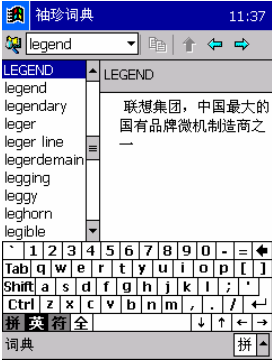 袖珍词典 11:37
legend
LEGEND
legend
legendary
leger
leger line
legerdemain
legging
leggy
leghorn
legible
LEGEND
联想集团，中国最大的
国有品牌微机制造商之
一
` 1 2 3 4 5 6 7 8 9 0 - =
Tab q w e r t y u i o p [ ]
Shift a s d f g h j k l ; '
Ctrl z x c v b n m , . / ↵
拼 英 符 全 ↓ ↑ ← →
词典 拼